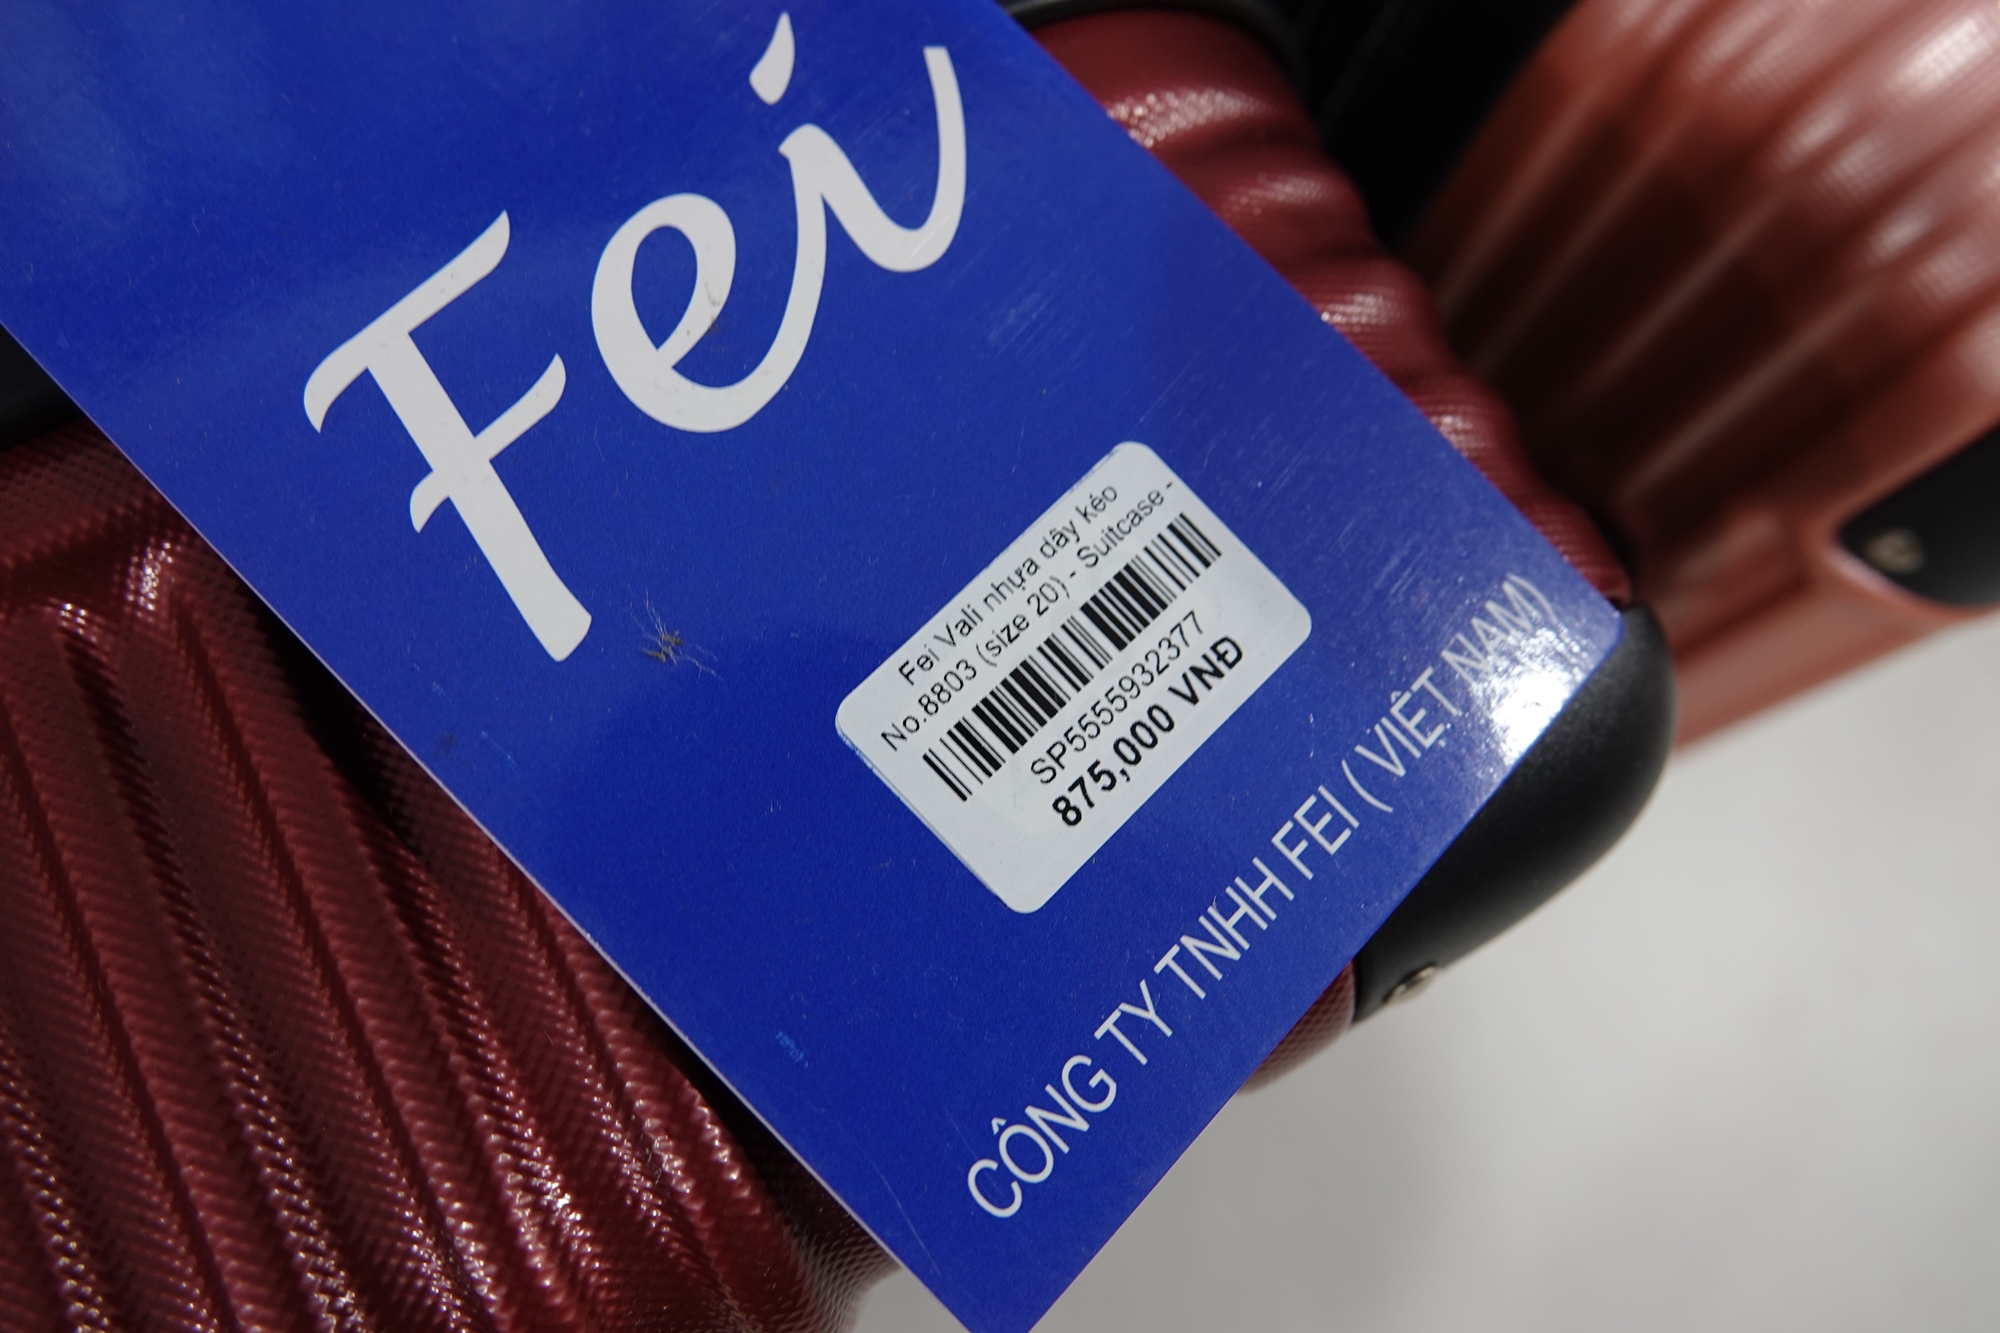 Fei
Fei Vali nhựa dây kéo
No.8803 (size 20) - Suitcase -
SP5555932377
875,000 VNĐ
CÔNG TY TNHH FEI ( VIỆT NAM)